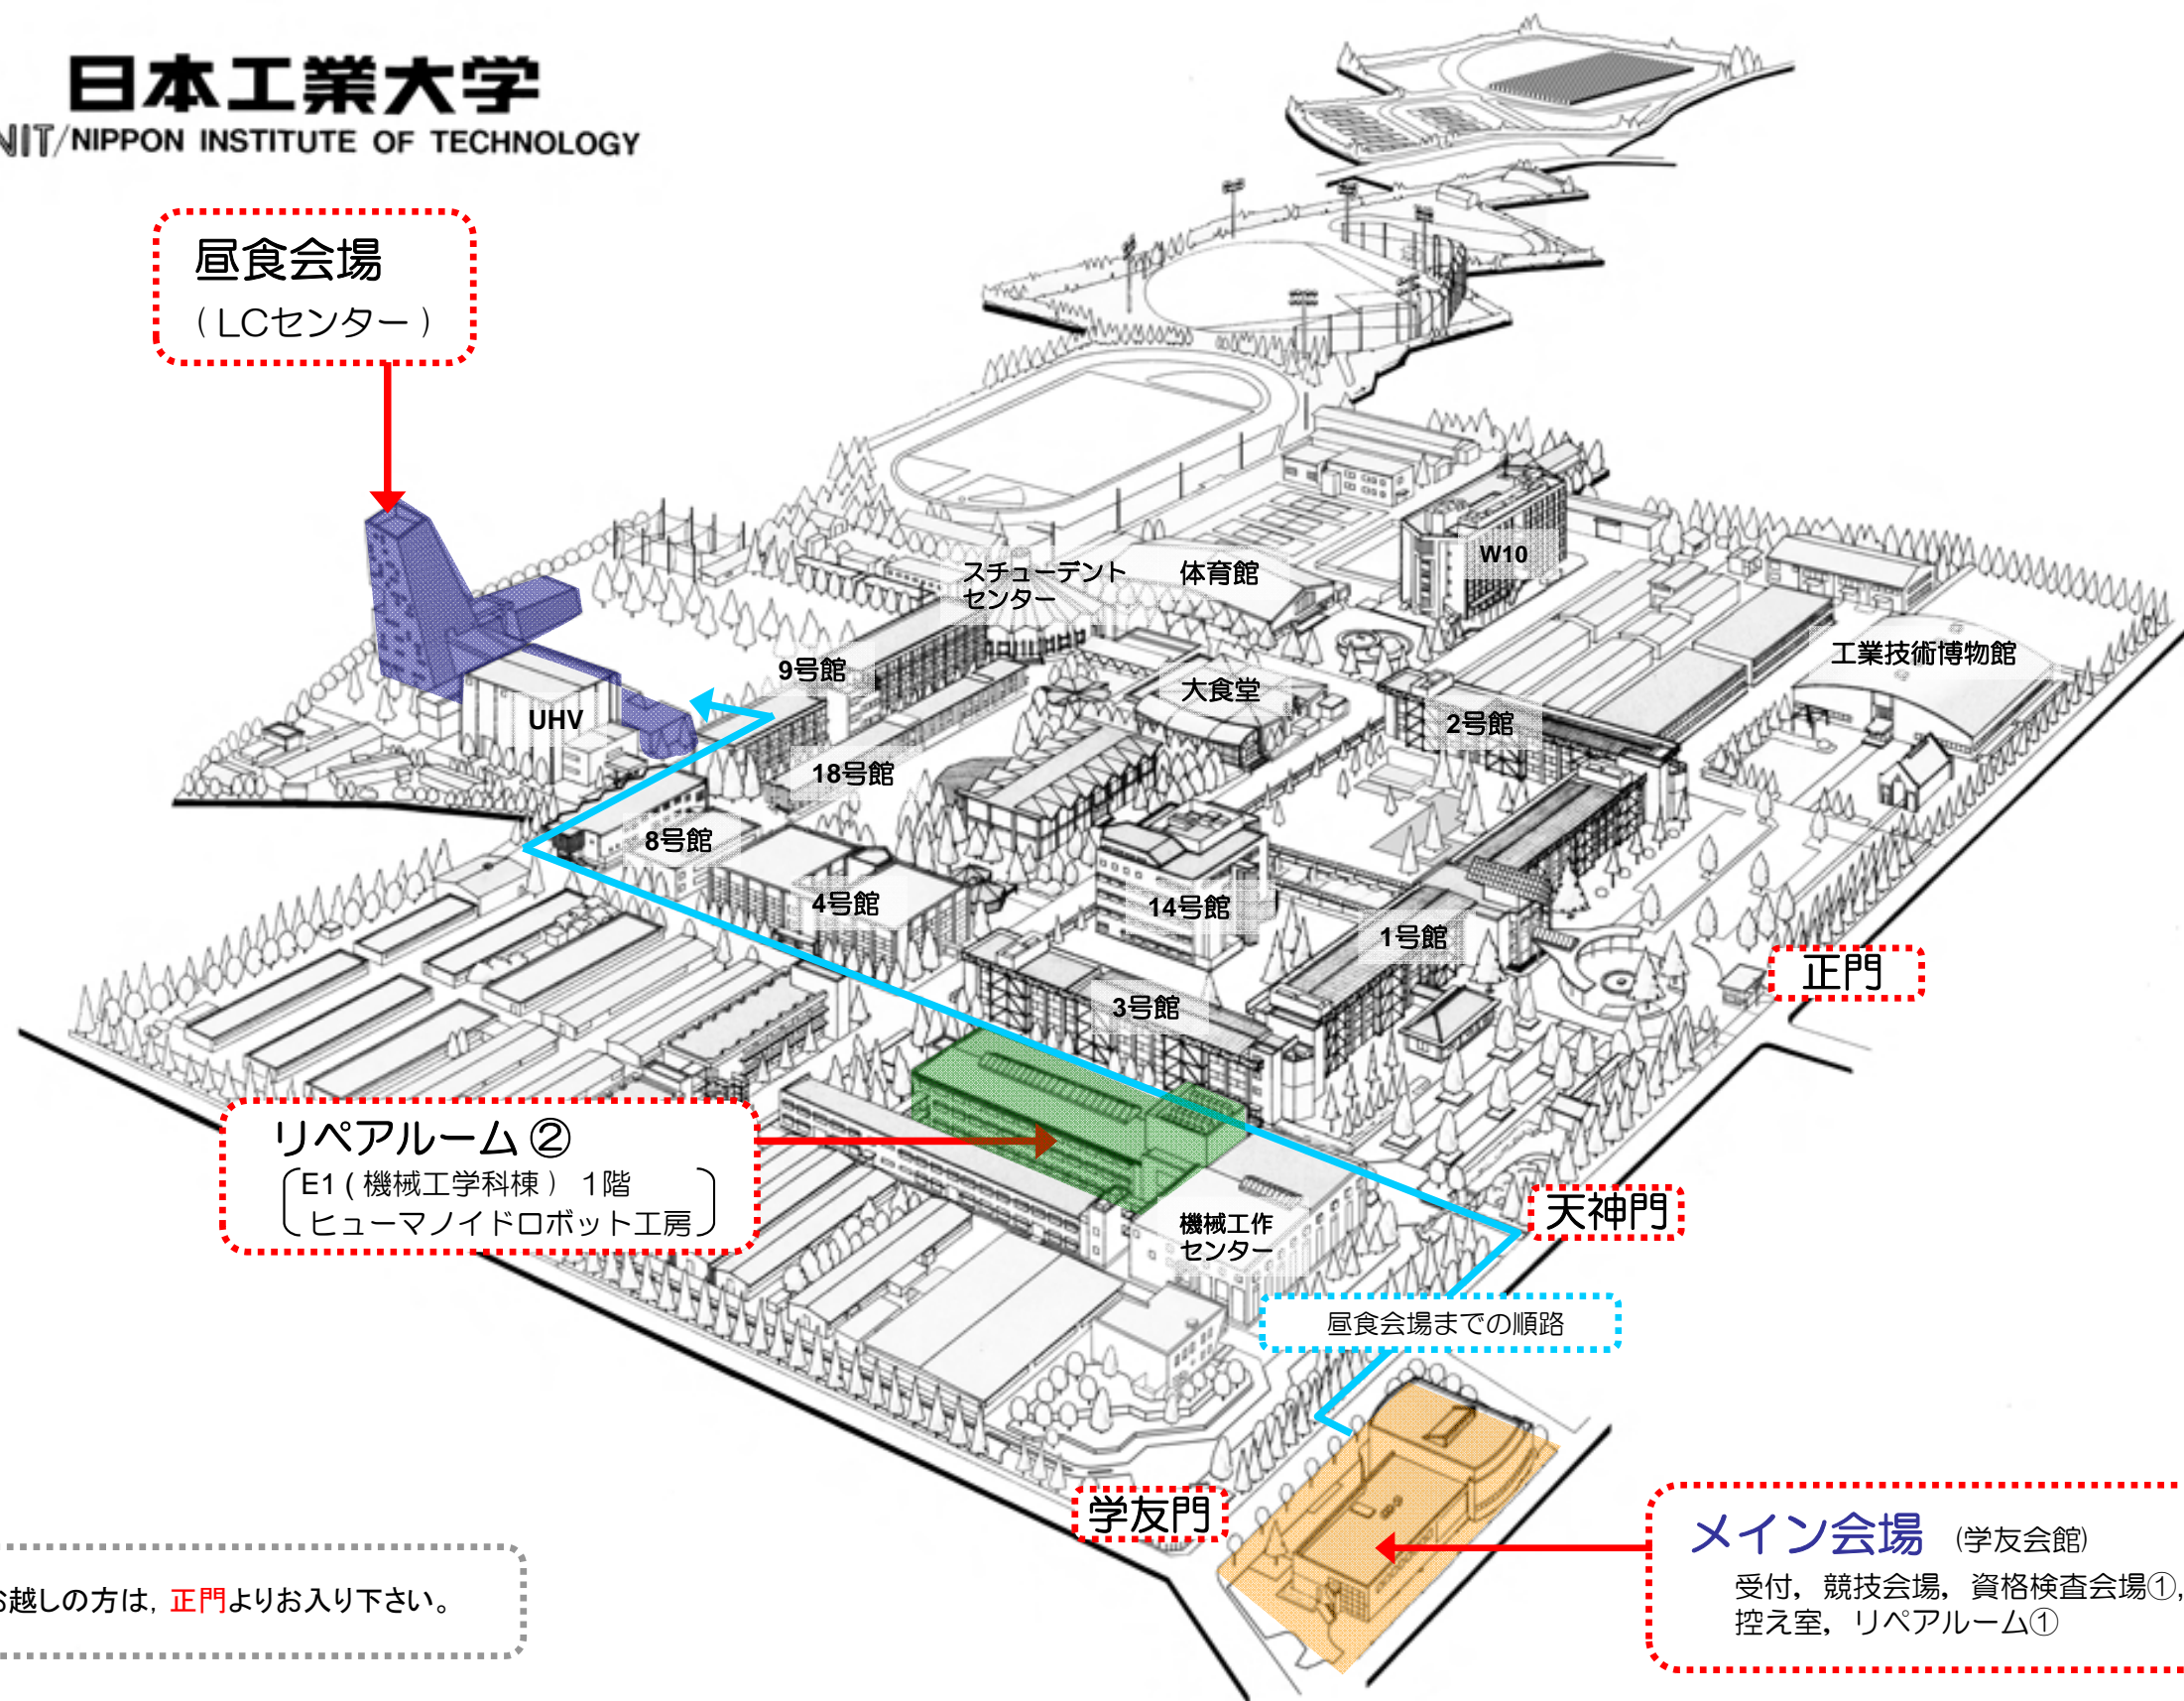 日本工業大学
NIT/NIPPON INSTITUTE OF TECHNOLOGY
昼食会場
(LCセンター)
スチューデント
センター
体育館
W10
工業技術博物館
9号館
大食堂
2号館
UHV
18号館
8号館
4号館
14号館
1号館
正門
3号館
リペアルーム②
E1(機械工学科棟) 1階
ヒューマノイドロボット工房
天神門
機械工作
センター
昼食会場までの順路
学友門
メイン会場 (学友会館)
受付，競技会場，資格検査会場①，
控え室，リペアルーム①
越しの方は，正門よりお入り下さい。